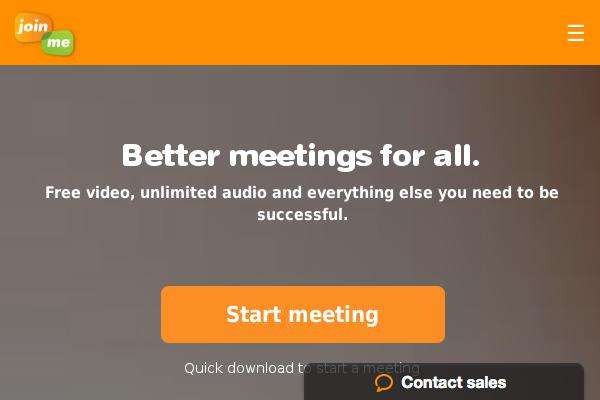 join
me
Better meetings for all.
Free video, unlimited audio and everything else you need to be
successful.
Start meeting
Quick download to start a meeting
Contact sales